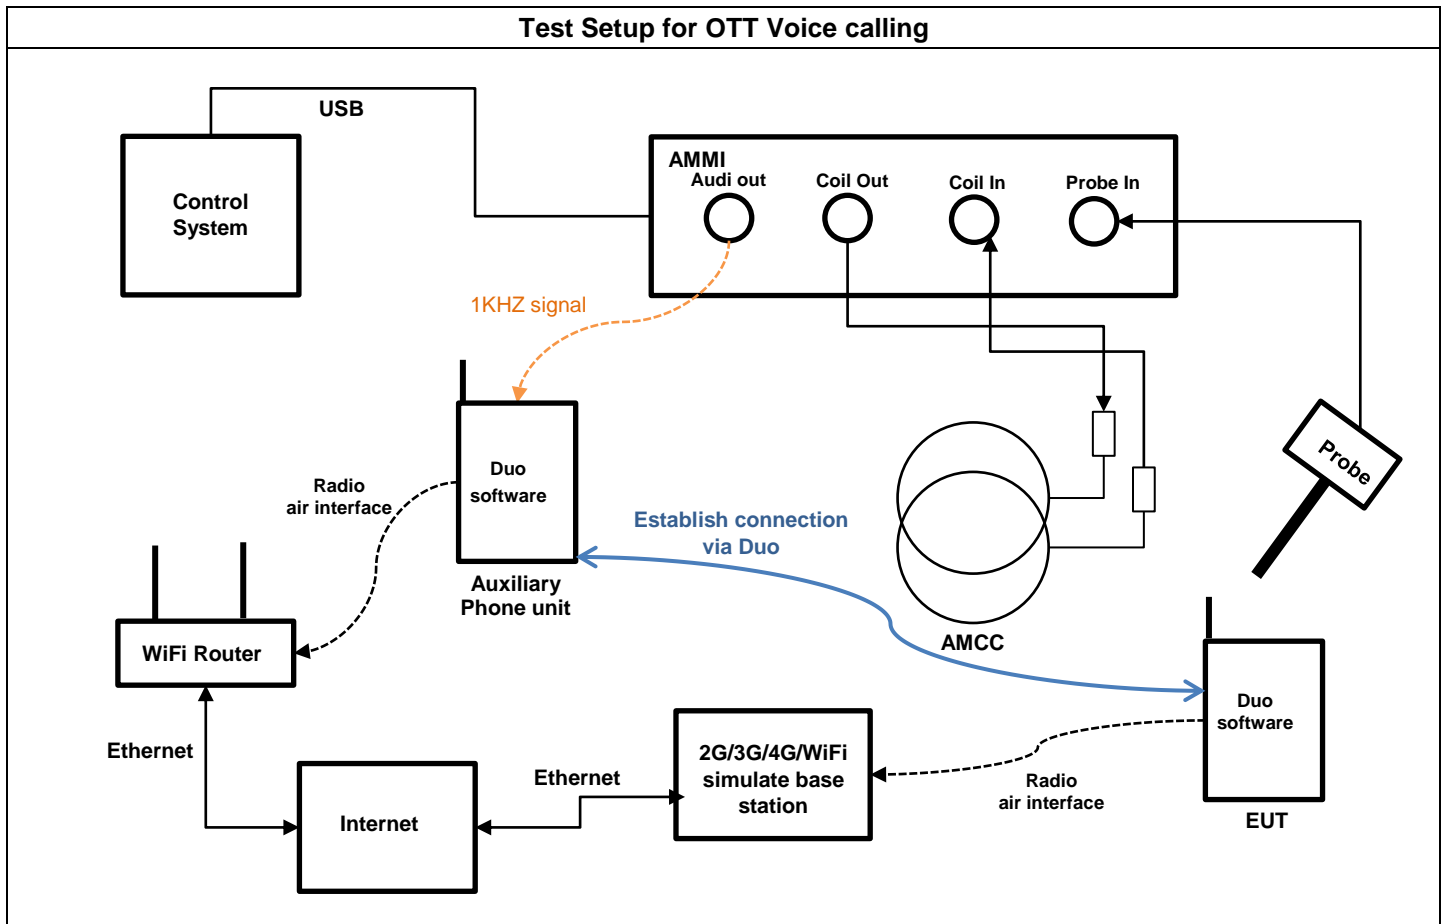 Test Setup for OTT Voice calling
USB
Control
System
AMMI
Audi out
Coil Out
Coil In
Probe In
1KHZ signal
Probe
Duo
software
Radio
air interface
Establish connection
via Duo
Auxiliary
Phone unit
AMCC
WiFi Router
Duo
software
2G/3G/4G/WiFi
simulate base
station
Ethernet
Ethernet
Radio
air interface
Internet
EUT